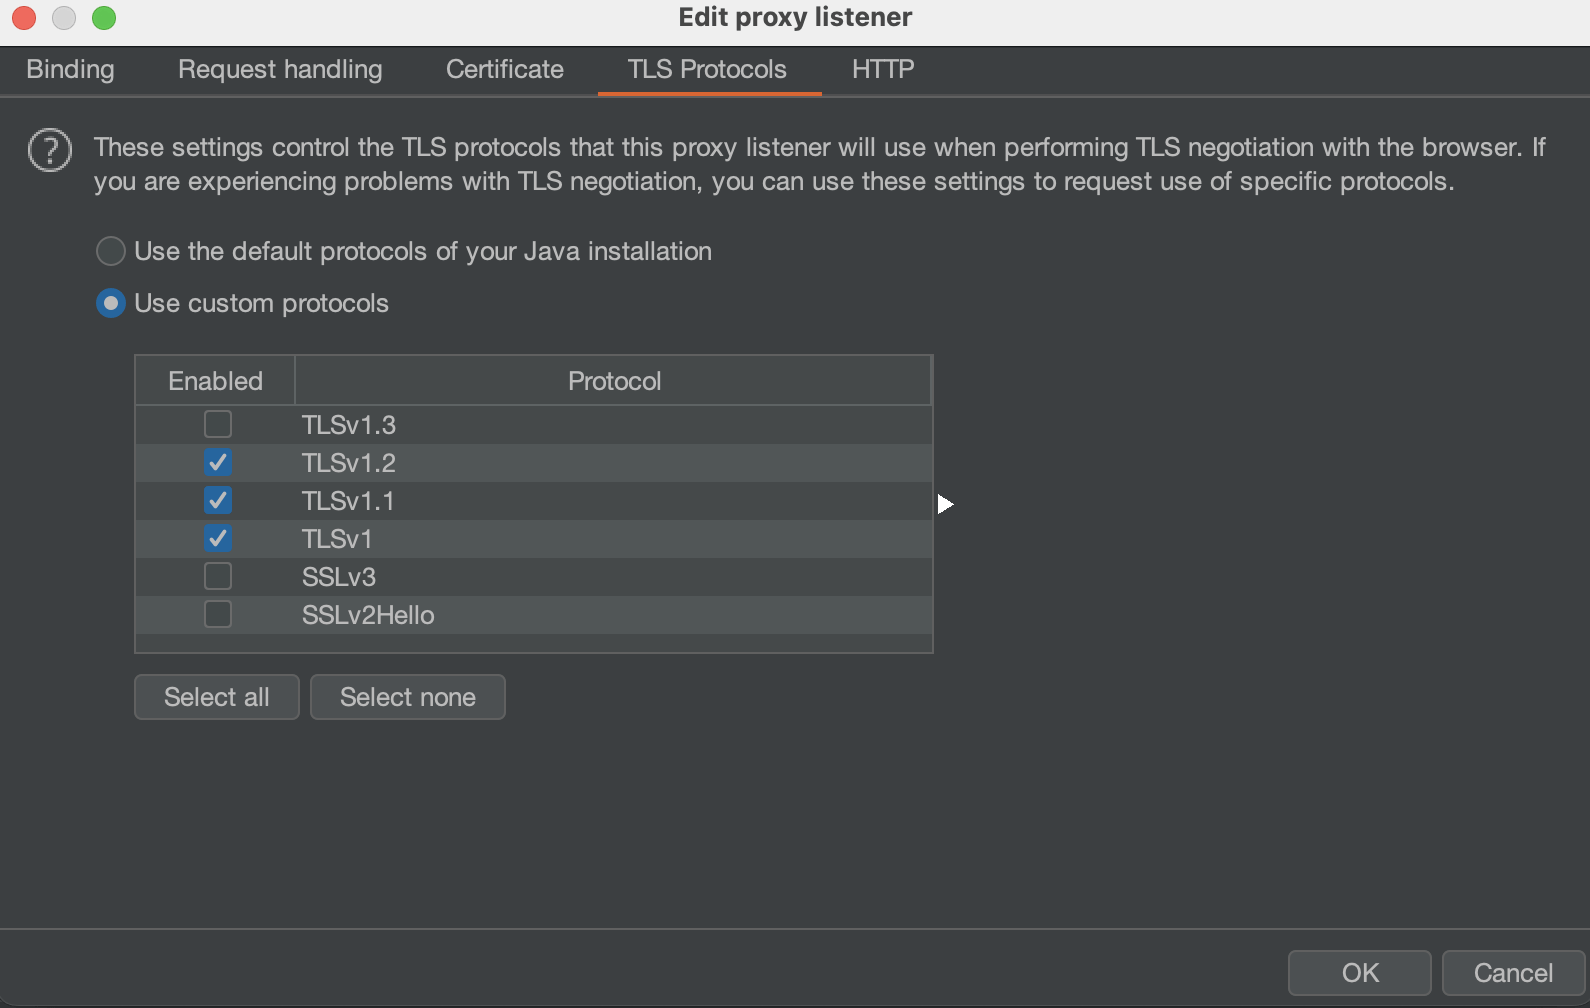 Edit proxy listener
Binding Request handling Certificate TLS Protocols HTTP
? These settings control the TLS protocols that this proxy listener will use when performing TLS negotiation with the browser. If
you are experiencing problems with TLS negotiation, you can use these settings to request use of specific protocols.
Use the default protocols of your Java installation
Use custom protocols
Enabled Protocol
TLSv1.3
TLSv1.2
TLSv1.1
TLSv1
SSLv3
SSLv2Hello
Select all Select none
OK Cancel